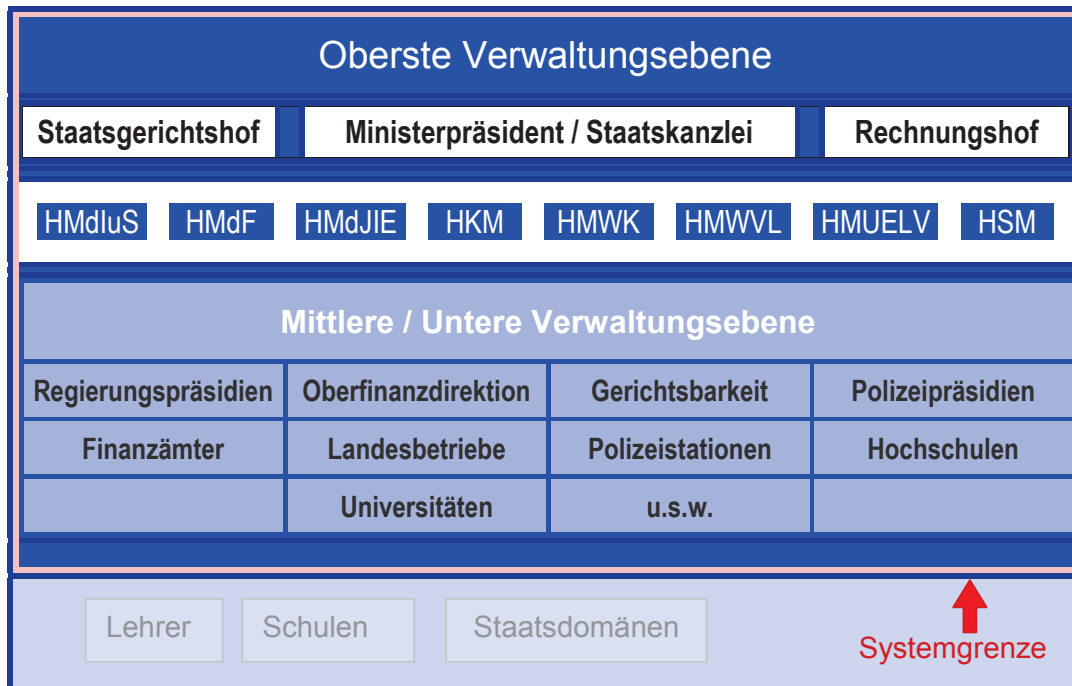 Oberste Verwaltungsebene
Staatsgerichtshof Ministerpräsident / Staatskanzlei Rechnungshof
HMdIuS HMdF HMdJIE HKM HMWK HMWVL HMUELV HSM
Mittlere / Untere Verwaltungsebene
Regierungspräsidien Oberfinanzdirektion Gerichtsbarkeit Polizeipräsidien
Finanzämter Landesbetriebe Polizeistationen Hochschulen
Universitäten u.s.w.
Lehrer Schulen Staatsdomänen
Systemgrenze